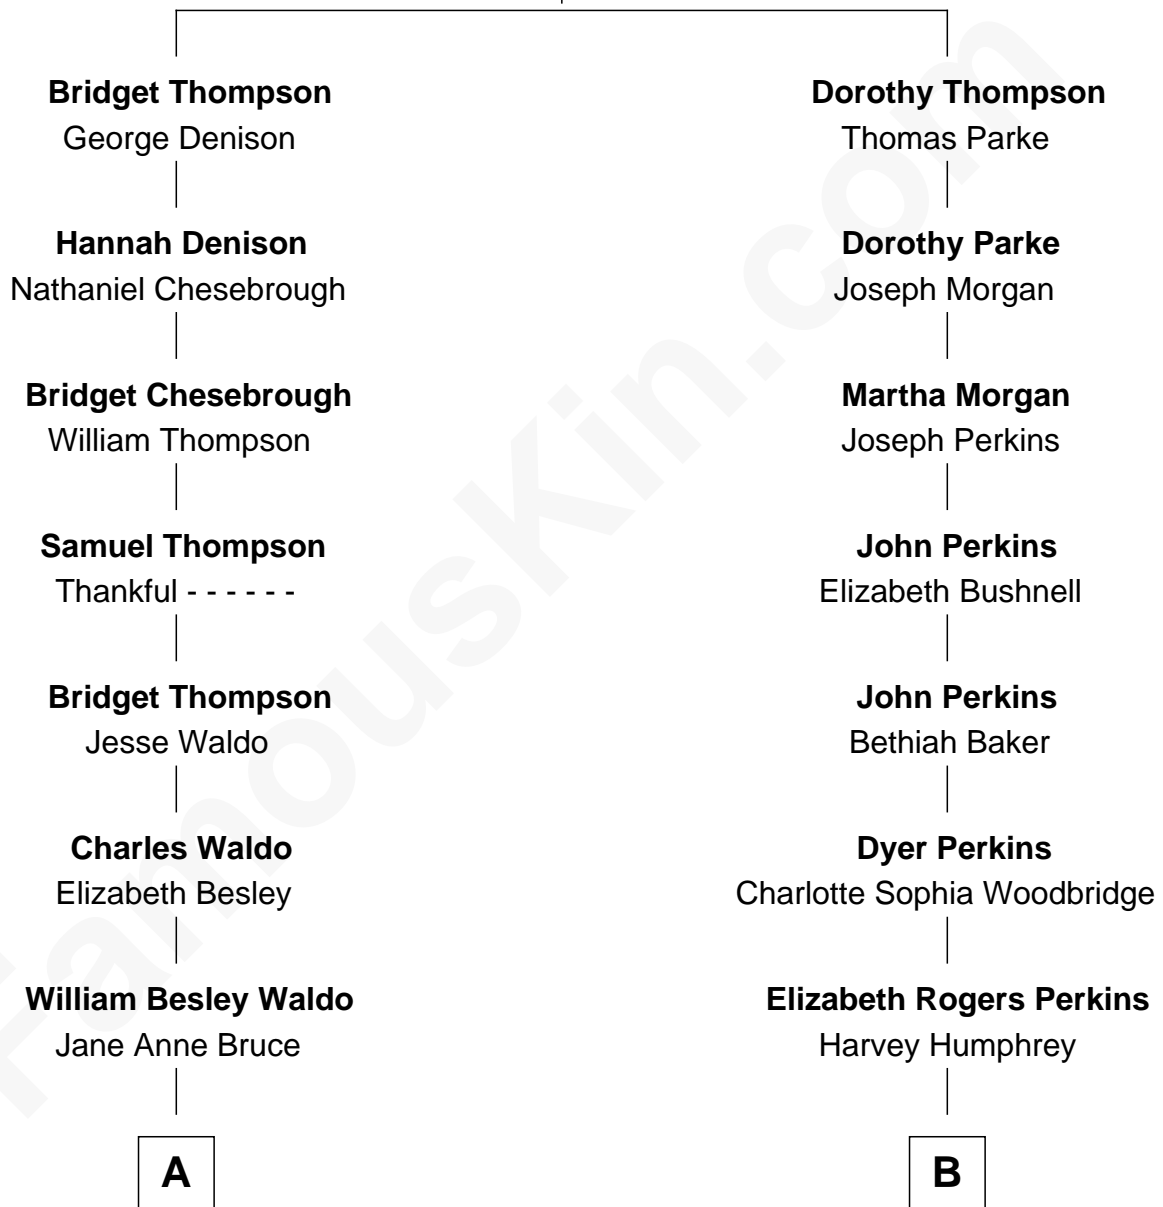 Bridget Thompson
George Denison
Hannah Denison
Nathaniel Chesebrough
Bridget Chesebrough
William Thompson
Samuel Thompson
Thankful - - - - - -
Bridget Thompson
Jesse Waldo
Charles Waldo
Elizabeth Besley
William Besley Waldo
Jane Anne Bruce
A
Dorothy Thompson
Thomas Parke
Dorothy Parke
Joseph Morgan
Martha Morgan
Joseph Perkins
John Perkins
Elizabeth Bushnell
John Perkins
Bethiah Baker
Dyer Perkins
Charlotte Sophia Woodbridge
Elizabeth Rogers Perkins
Harvey Humphrey
B
FamousKin.com